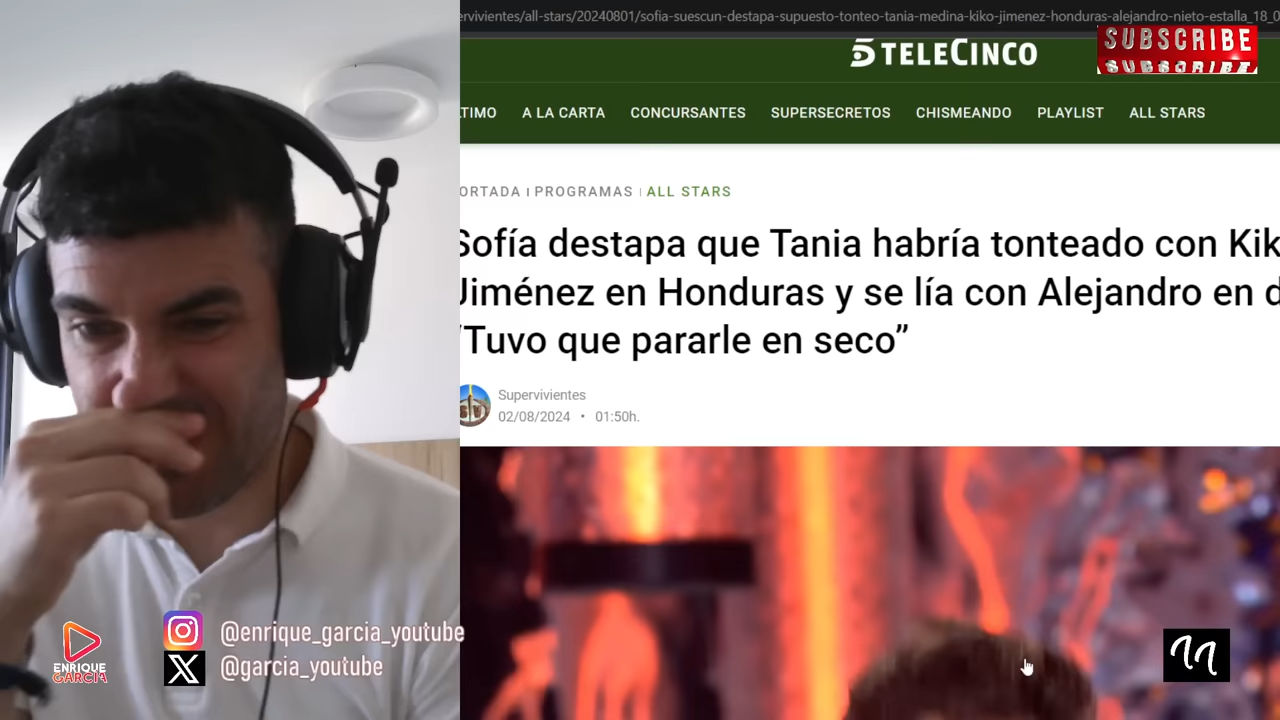 ervivientes/all-stars/20240801/sofia-suescun-destapa-supuesto-tonteo-tania-medina-kiko-jimenez-honduras-alejandro-nieto-estalla_18_0
SUBSCRIBE
SUBSCRIBE
TELECINCO
LTIMO A LA CARTA CONCURSANTES SUPERSECRETOS CHISMEANDO PLAYLIST ALL STARS
ORTADA | PROGRAMAS | ALL STARS
Sofía destapa que Tania habría tonteado con Kik
Jiménez en Honduras y se lía con Alejandro en d
"Tuvo que pararle en seco”
Supervivientes
02/08/2024 • 01:50h.
@enrique_garcia_youtube
@garcia_youtube
ENRIQUE
GARCIA